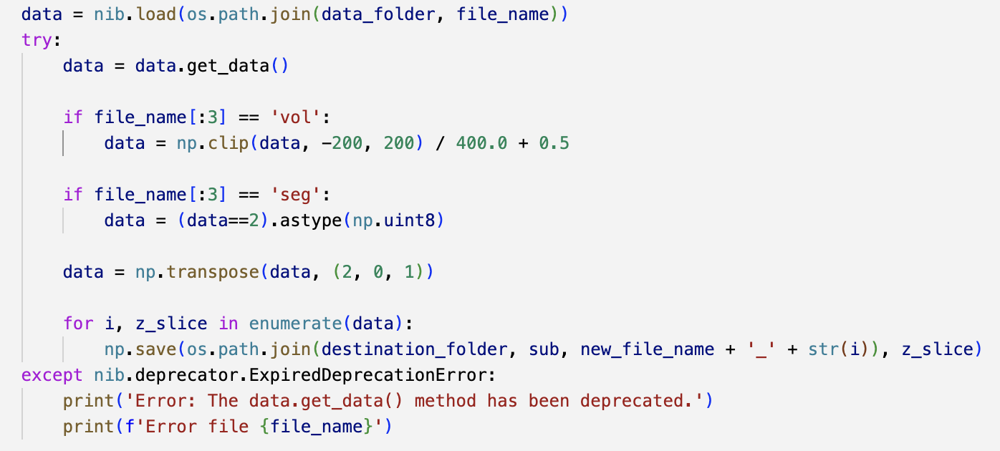 data = nib.load(os.path.join(data_folder, file_name))
try:
    data = data.get_data()

    if file_name[:3] == 'vol':
        data = np.clip(data, -200, 200) / 400.0 + 0.5

    if file_name[:3] == 'seg':
        data = (data==2).astype(np.uint8)

    data = np.transpose(data, (2, 0, 1))

    for i, z_slice in enumerate(data):
        np.save(os.path.join(destination_folder, sub, new_file_name + '_' + str(i)), z_slice)
except nib.deprecator.ExpiredDeprecationError:
    print('Error: The data.get_data() method has been deprecated.')
    print(f'Error file {file_name}')